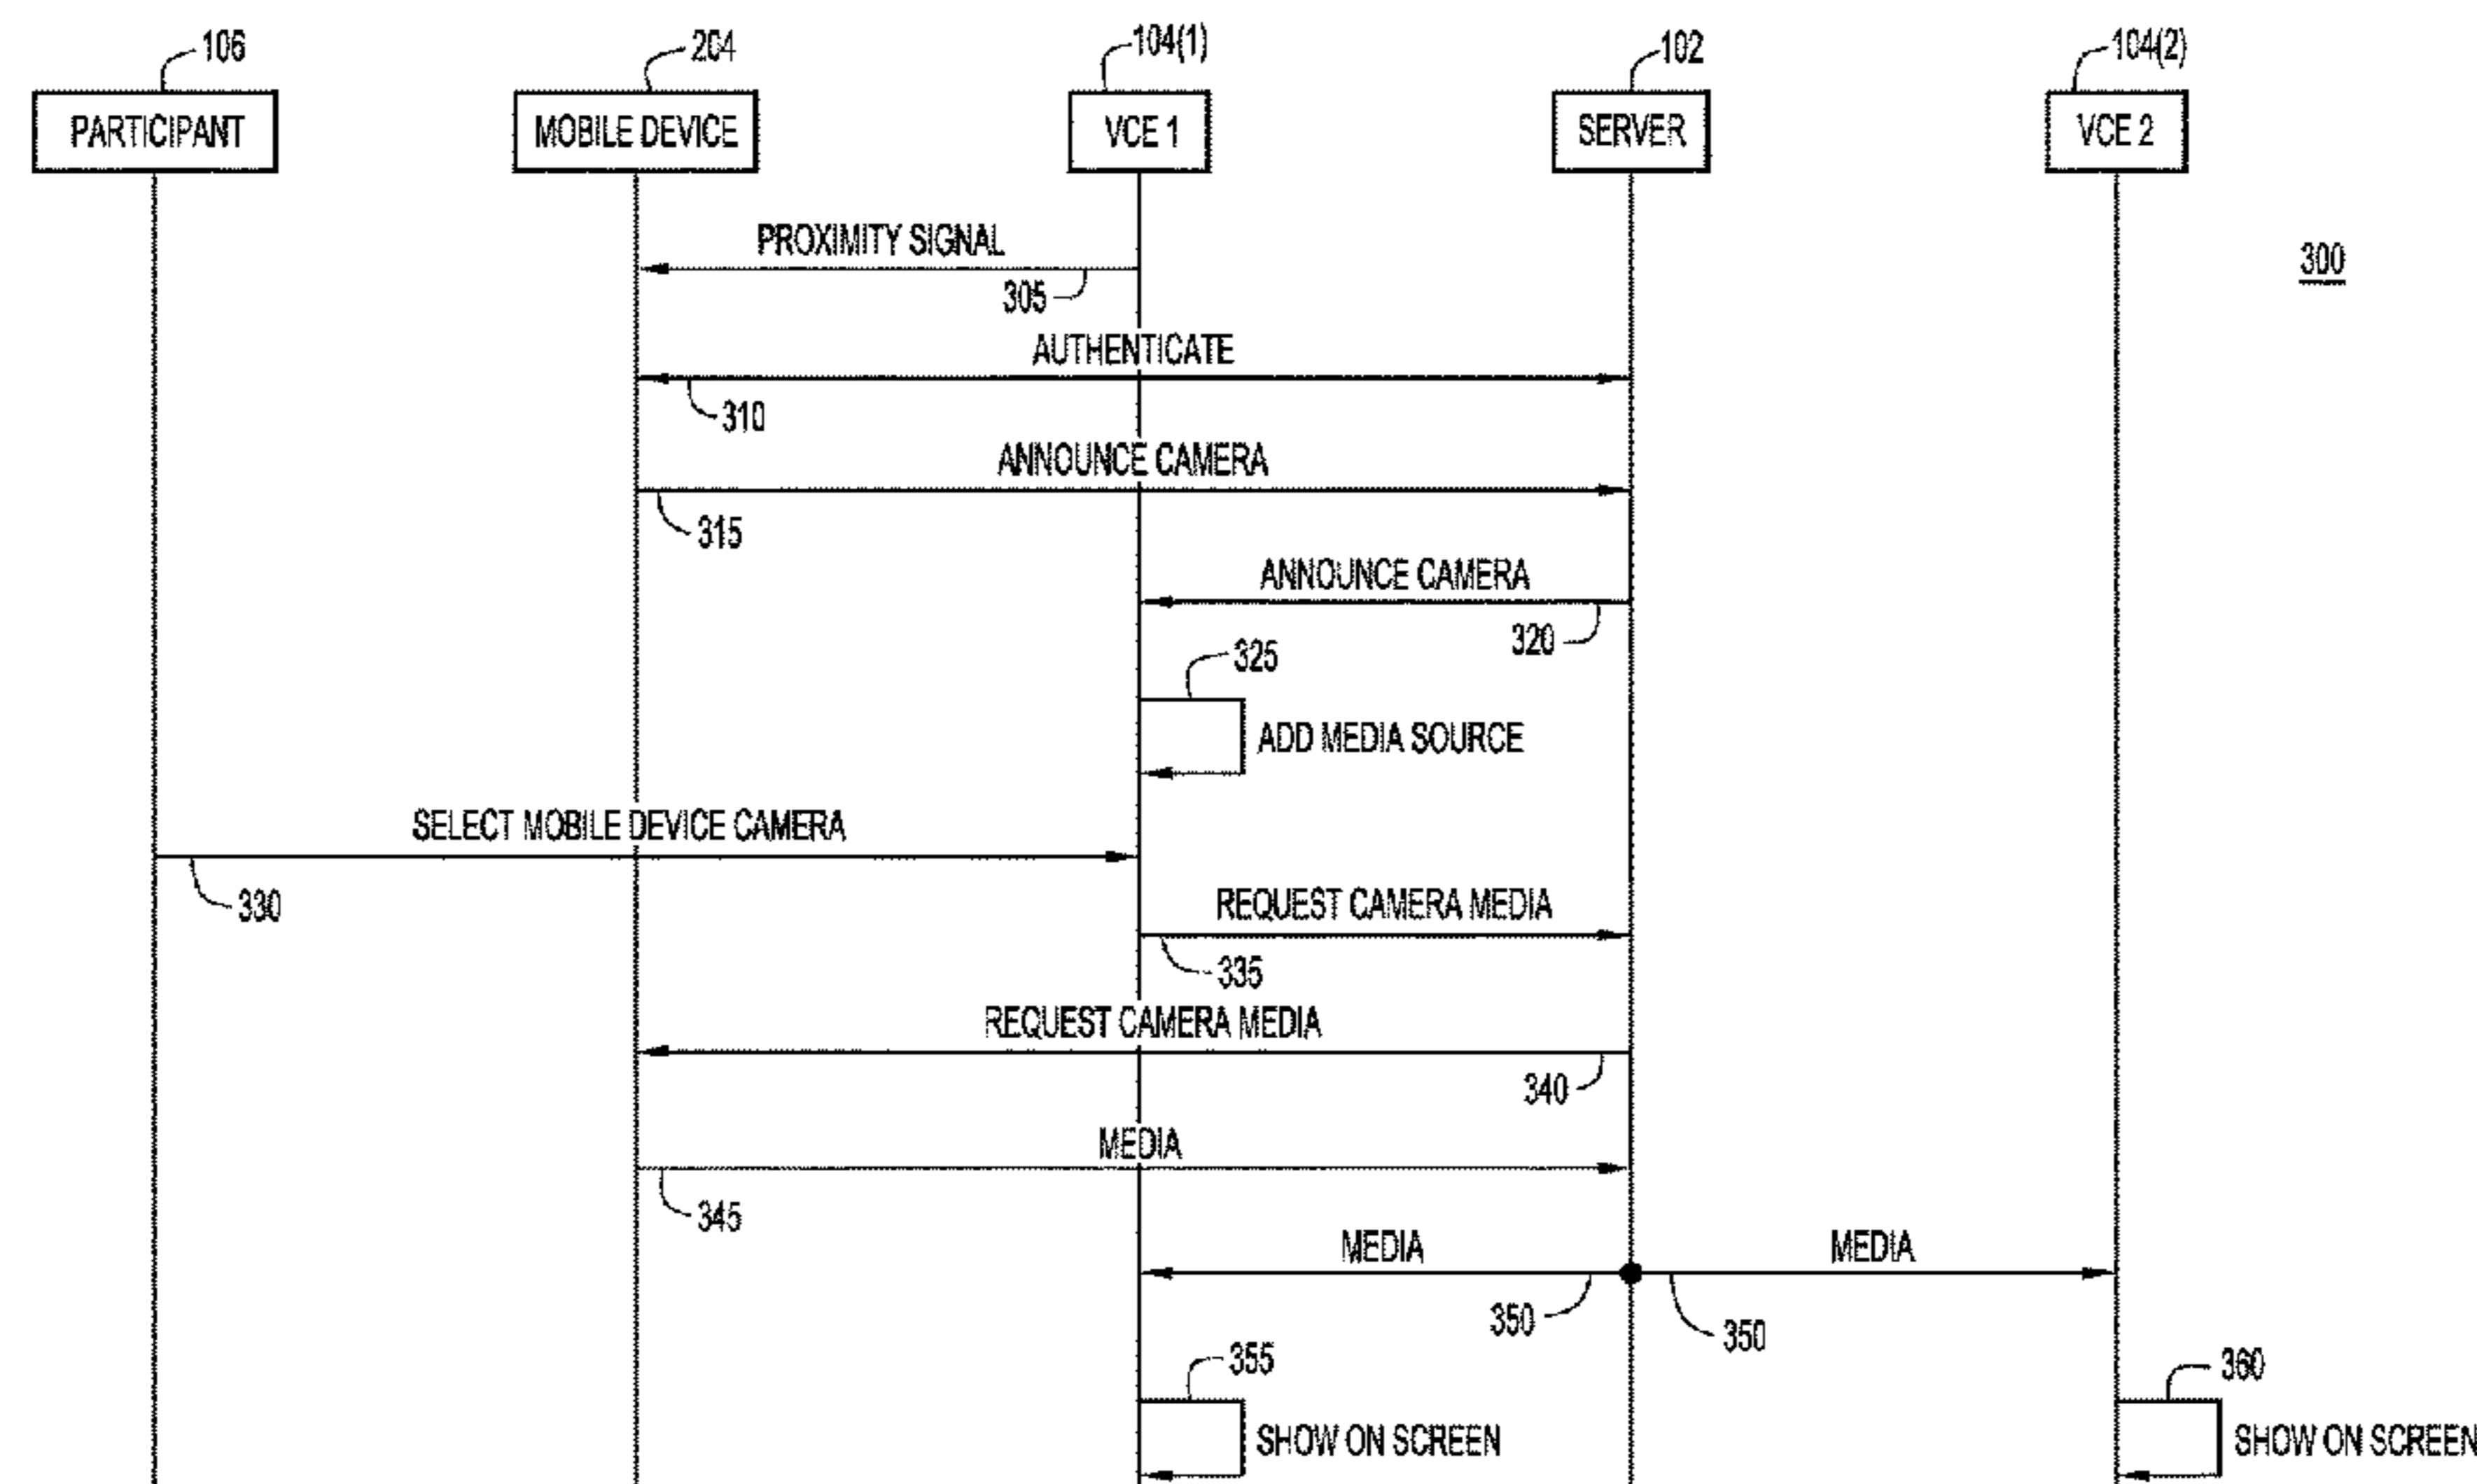 106
204
104(1)
102
104(2)
PARTICIPANT
MOBILE DEVICE
VCE 1
SERVER
VCE 2
PROXIMITY SIGNAL
300
305
AUTHENTICATE
310
ANNOUNCE CAMERA
315
ANNOUNCE CAMERA
320
325
ADD MEDIA SOURCE
SELECT MOBILE DEVICE CAMERA
330
REQUEST CAMERA MEDIA
335
REQUEST CAMERA MEDIA
340
MEDIA
345
MEDIA
MEDIA
350
350
355
360
SHOW ON SCREEN
SHOW ON SCREEN